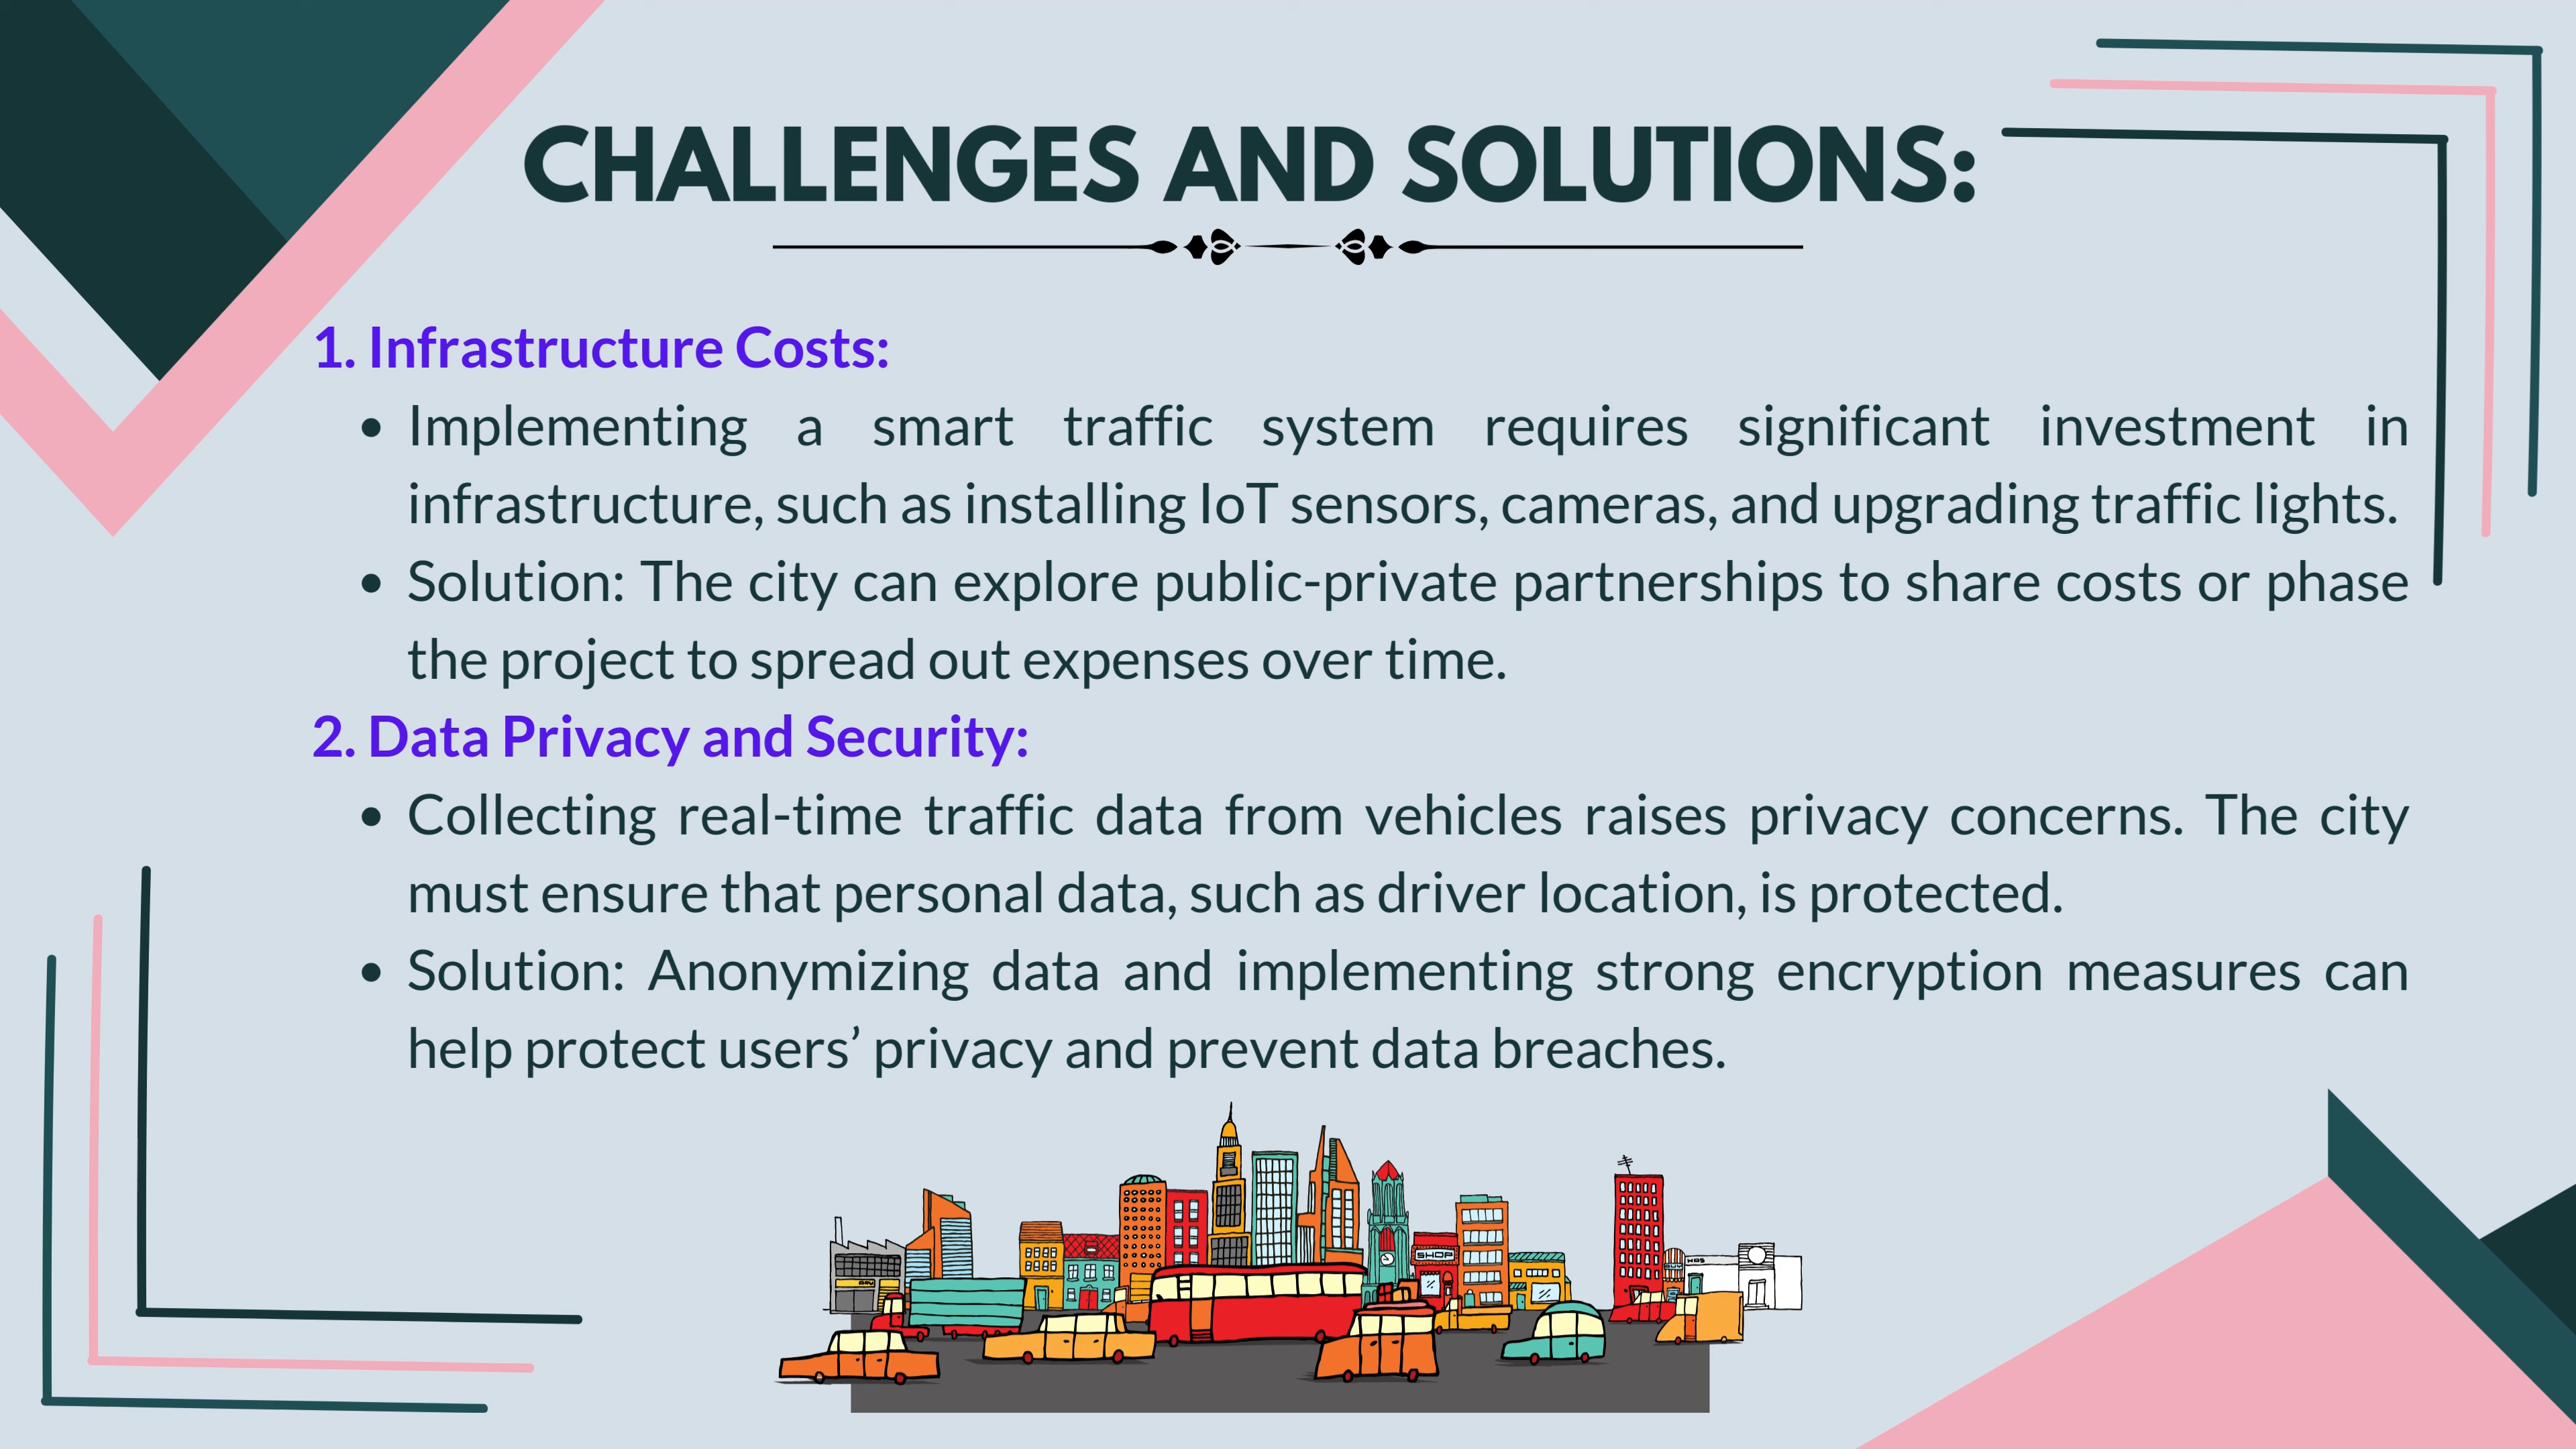 CHALLENGES AND SOLUTIONS:
1. Infrastructure Costs:
• Implementing a smart traffic system requires significant investment in
infrastructure, such as installing IoT sensors, cameras, and upgrading traffic lights.
• Solution: The city can explore public-private partnerships to share costs or phase
the project to spread out expenses over time.
2. Data Privacy and Security:
• Collecting real-time traffic data from vehicles raises privacy concerns. The city
must ensure that personal data, such as driver location, is protected.
• Solution: Anonymizing data and implementing strong encryption measures can
help protect users’ privacy and prevent data breaches.
SHOP